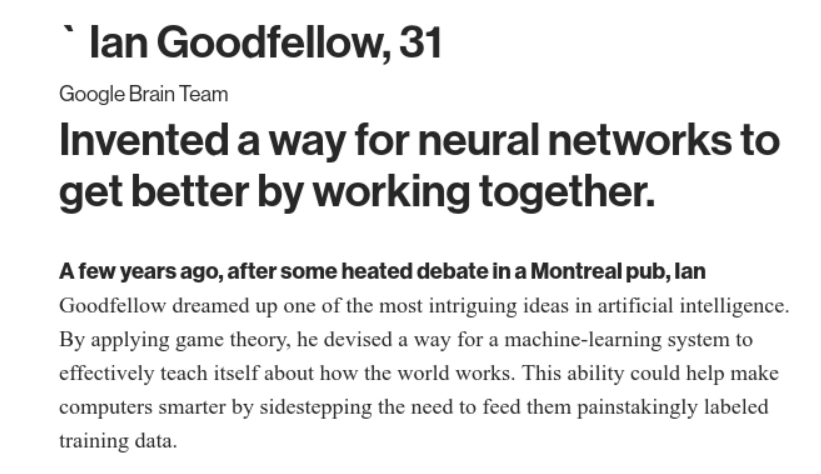 ` Ian Goodfellow, 31
Google Brain Team
Invented a way for neural networks to
get better by working together.
A few years ago, after some heated debate in a Montreal pub, Ian
Goodfellow dreamed up one of the most intriguing ideas in artificial intelligence.
By applying game theory, he devised a way for a machine-learning system to
effectively teach itself about how the world works. This ability could help make
computers smarter by sidestepping the need to feed them painstakingly labeled
training data.